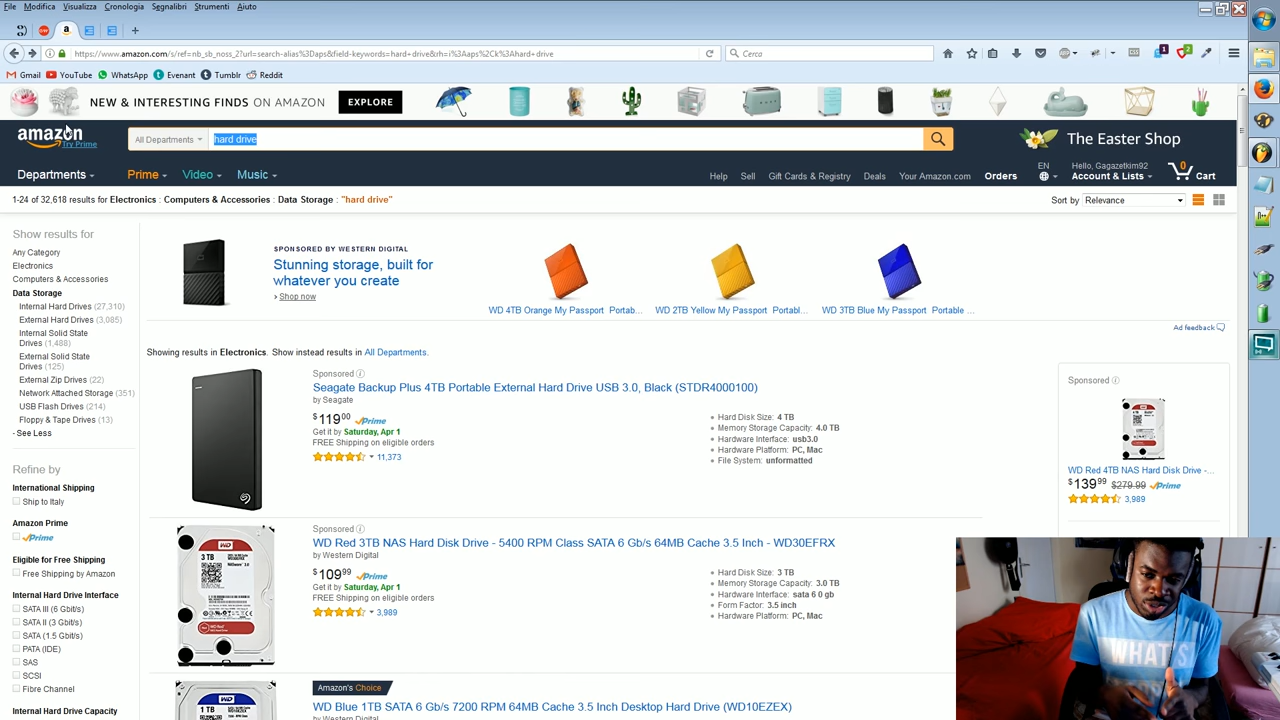 File Modifica Visualizza Cronologia Segnalibri Strumenti Aiuto
https://www.amazon.com/s/ref=nb_sb_noss_2?url=search-alias%3Daps&field-keywords=hard+drive&rh=i%3Aaps%2Ck%3Ahard+drive
Cerca
Gmail YouTube WhatsApp Evenant Tumblr Reddit
NEW & INTERESTING FINDS ON AMAZON EXPLORE
amazon
Try Prime
All Departments hard drive
The Easter Shop
Departments Prime Video Music
Help Sell Gift Cards & Registry Deals Your Amazon.com Orders
EN
Hello, Gagazetkim92
Account & Lists
0 Cart
1-24 of 32,618 results for Electronics : Computers & Accessories : Data Storage : "hard drive"
Sort by Relevance
Show results for
Any Category
Electronics
Computers & Accessories
Data Storage
Internal Hard Drives (27,310)
External Hard Drives (3,085)
Internal Solid State
Drives (1,488)
External Solid State
Drives (125)
External Zip Drives (22)
Network Attached Storage (351)
USB Flash Drives (214)
Floppy & Tape Drives (13)
- See Less
Refine by
International Shipping
Ship to Italy
Amazon Prime
Prime
Eligible for Free Shipping
Free Shipping by Amazon
Internal Hard Drive Interface
SATA III (6 Gbit/s)
SATA II (3 Gbit/s)
SATA (1.5 Gbit/s)
PATA (IDE)
SAS
SCSI
Fibre Channel
Internal Hard Drive Capacity
SPONSORED BY WESTERN DIGITAL
Stunning storage, built for
whatever you create
› Shop now
WD 4TB Orange My Passport Portab...
WD 2TB Yellow My Passport Portabl...
WD 3TB Blue My Passport Portable ...
Ad feedback
Showing results in Electronics. Show instead results in All Departments.
Sponsored
Seagate Backup Plus 4TB Portable External Hard Drive USB 3.0, Black (STDR4000100)
by Seagate
$119 00 Prime
Get it by Saturday, Apr 1
FREE Shipping on eligible orders
11,373
Hard Disk Size: 4 TB
Memory Storage Capacity: 4.0 TB
Hardware Interface: usb3.0
Hardware Platform: PC, Mac
File System: unformatted
Sponsored
WD Red 3TB NAS Hard Disk Drive - 5400 RPM Class SATA 6 Gb/s 64MB Cache 3.5 Inch - WD30EFRX
by Western Digital
$109 99 Prime
Get it by Saturday, Apr 1
FREE Shipping on eligible orders
3,989
Hard Disk Size: 3 TB
Memory Storage Capacity: 3.0 TB
Hardware Interface: sata 6 0 gb
Form Factor: 3.5 inch
Hardware Platform: PC, Mac
WD
3 TB
Red
Amazon's Choice
WD Blue 1TB SATA 6 Gb/s 7200 RPM 64MB Cache 3.5 Inch Desktop Hard Drive (WD10EZEX)
by Western Digital
WD
1 TB
Sponsored
WD Red 4TB NAS Hard Disk Drive -...
$139 99 $279.99 Prime
3,989
WHAT'S